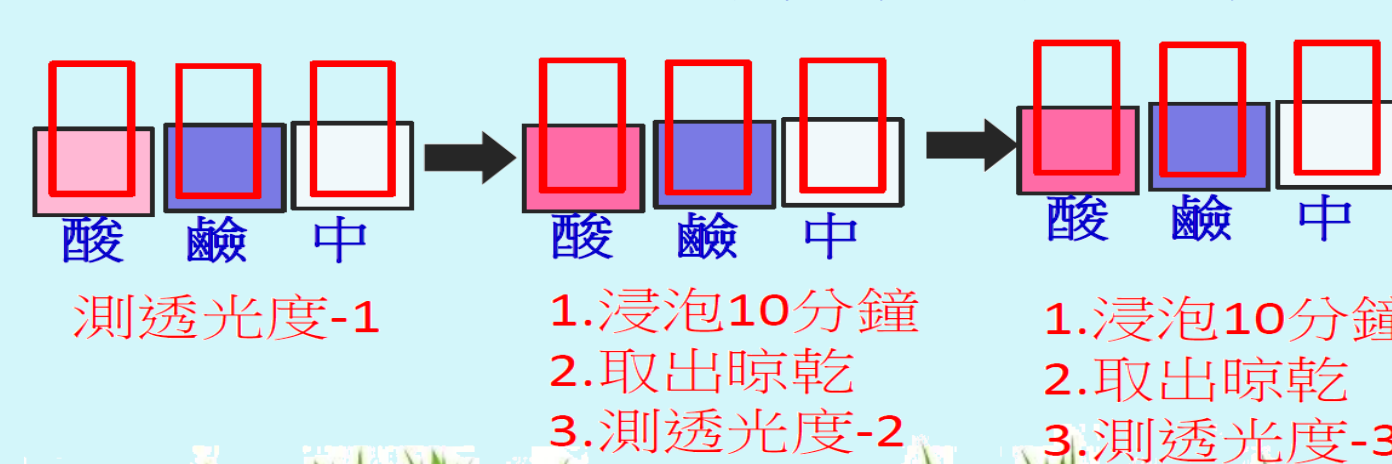 酸 鹼 中
測透光度-1
酸 鹼 中
1.浸泡10分鐘
2.取出晾乾
3.測透光度-2
酸 鹼 中
1.浸泡10分鐘
2.取出晾乾
3.測透光度-3